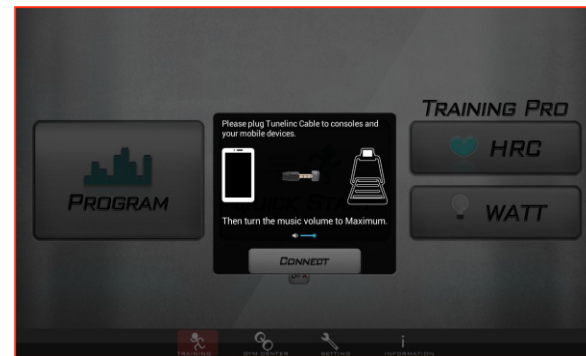 TRAINING PRO
Please plug Tunelinc Cable to consoles and
your mobile devices.
HRC
PROGRAM
Then turn the music volume to Maximum.
WATT
CONNECT
TRAINING
GYM CENTER
SETTING
INFORMATION